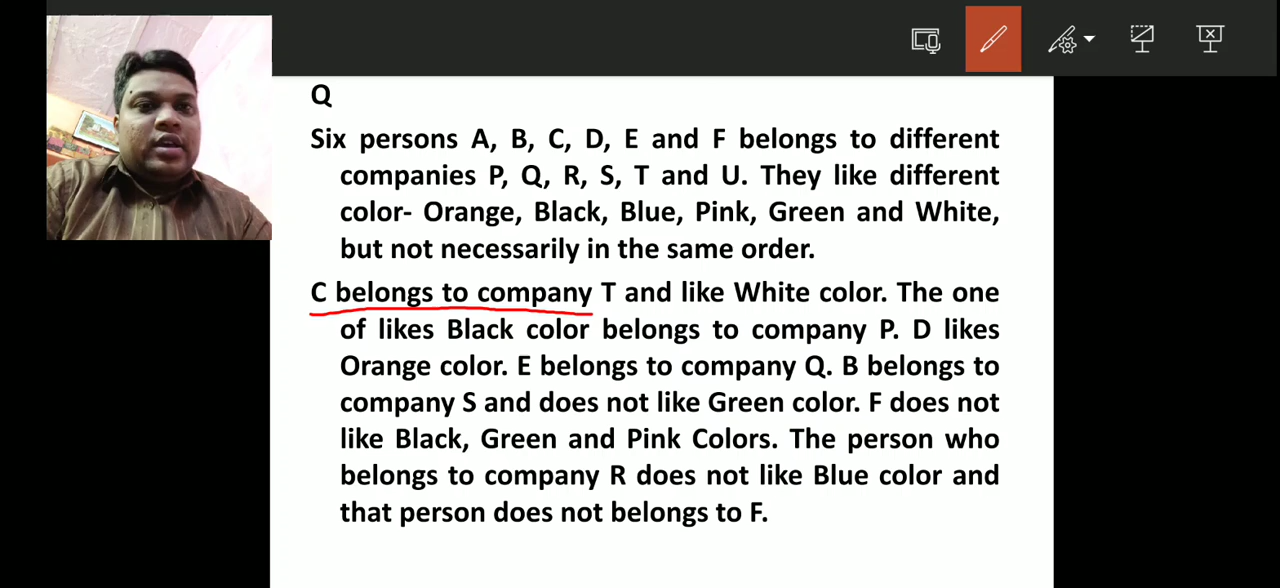 Q
Six persons A, B, C, D, E and F belongs to different
companies P, Q, R, S, T and U. They like different
color- Orange, Black, Blue, Pink, Green and White,
but not necessarily in the same order.
C belongs to company T and like White color. The one
of likes Black color belongs to company P. D likes
Orange color. E belongs to company Q. B belongs to
company S and does not like Green color. F does not
like Black, Green and Pink Colors. The person who
belongs to company R does not like Blue color and
that person does not belongs to F.